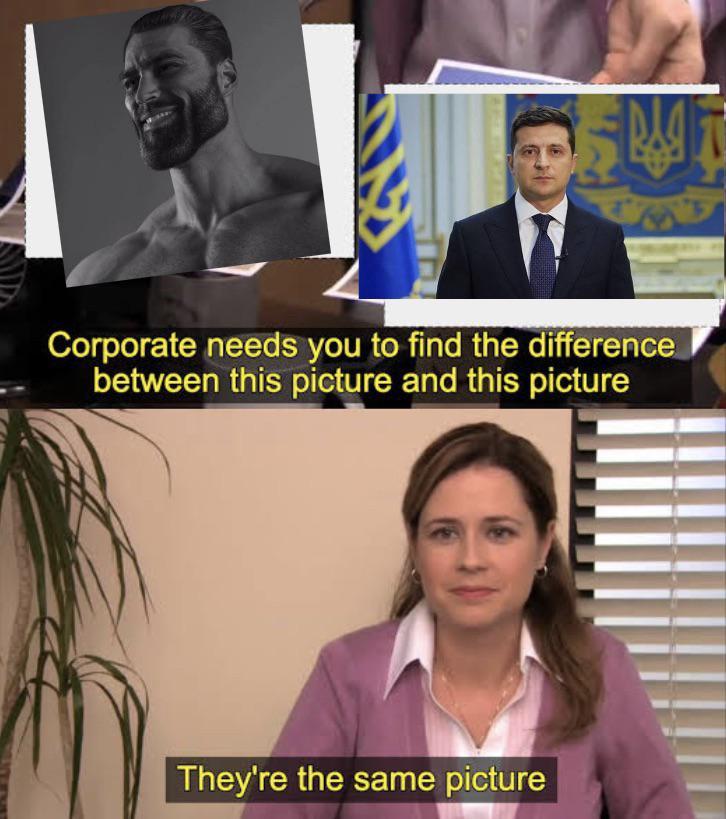 Corporate needs you to find the difference
between this picture and this picture
They're the same picture